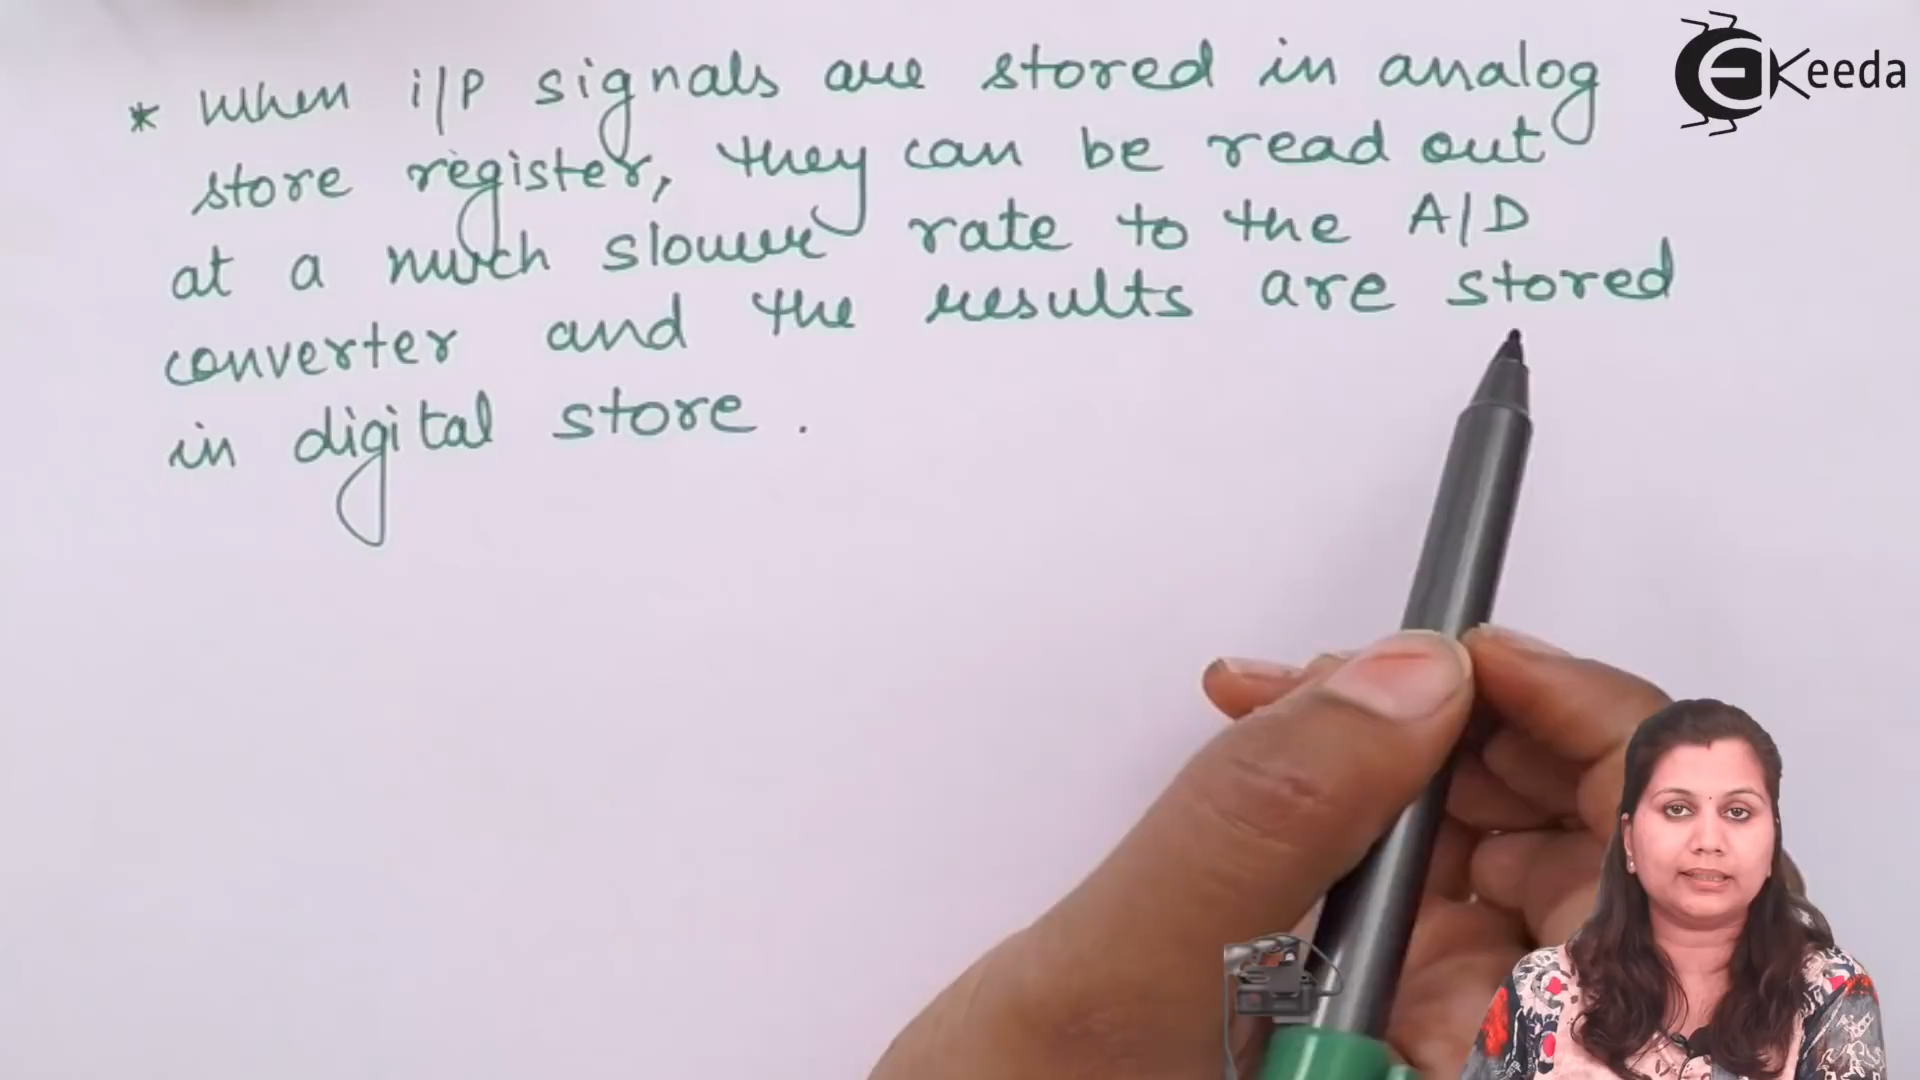 * When i/p signals are stored in analog
store register, they can be read out
at a much slower rate to the A/D
converter and the results are stored
in digital store.
EKeeda